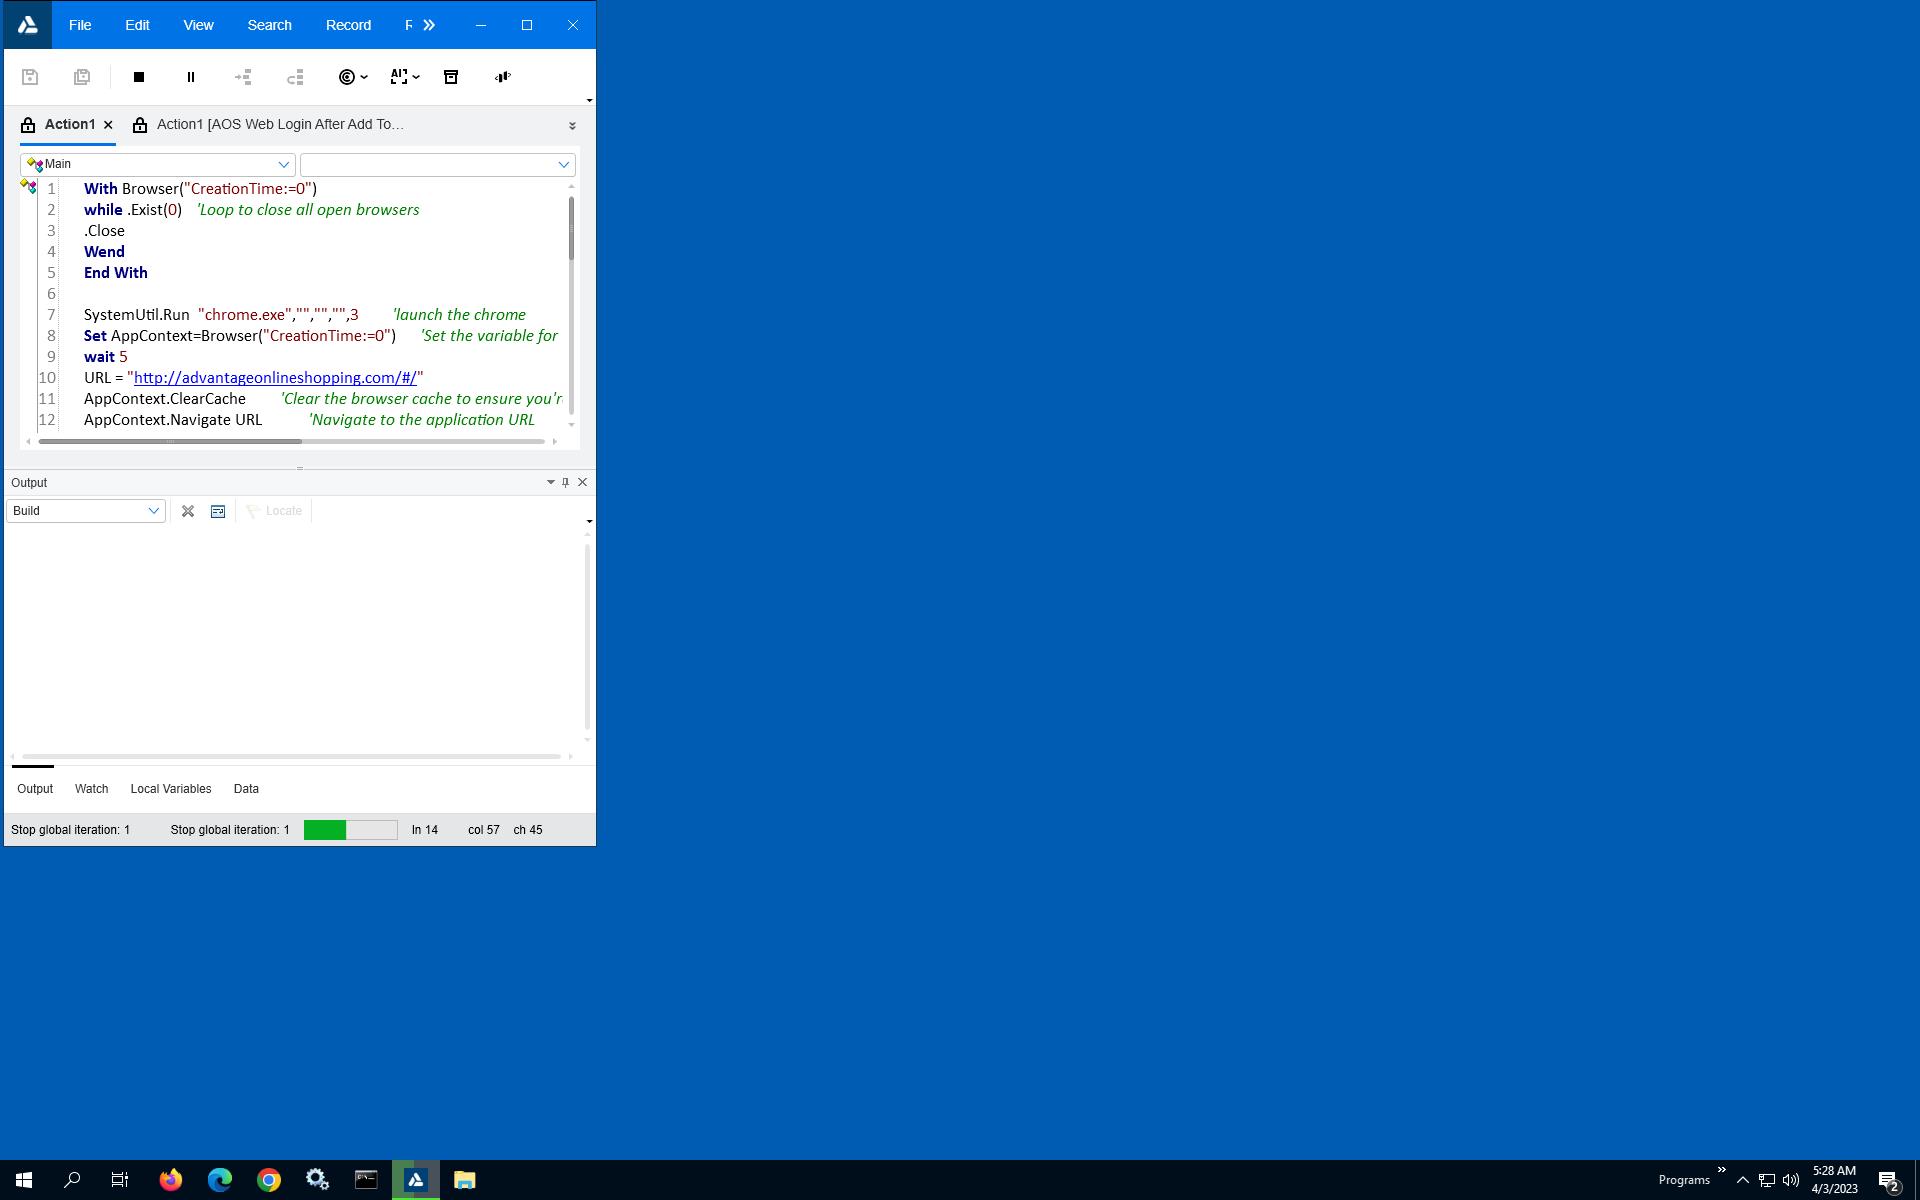 File Edit View Search Record
Action1 Action1 [AOS Web Login After Add To...
Main
1 With Browser("CreationTime:=0")
2 while .Exist(0) 'Loop to close all open browsers
3 .Close
4 Wend
5 End With
6
7 SystemUtil.Run "chrome.exe","","","",3 'launch the chrome
8 Set AppContext=Browser("CreationTime:=0") 'Set the variable for
9 wait 5
10 URL = "http://advantageonlineshopping.com/#/"
11 AppContext.ClearCache 'Clear the browser cache to ensure you'r
12 AppContext.Navigate URL 'Navigate to the application URL
Output
Build Locate
Output Watch Local Variables Data
Stop global iteration: 1 Stop global iteration: 1 ln 14 col 57 ch 45
Programs 5:28 AM
4/3/2023 2